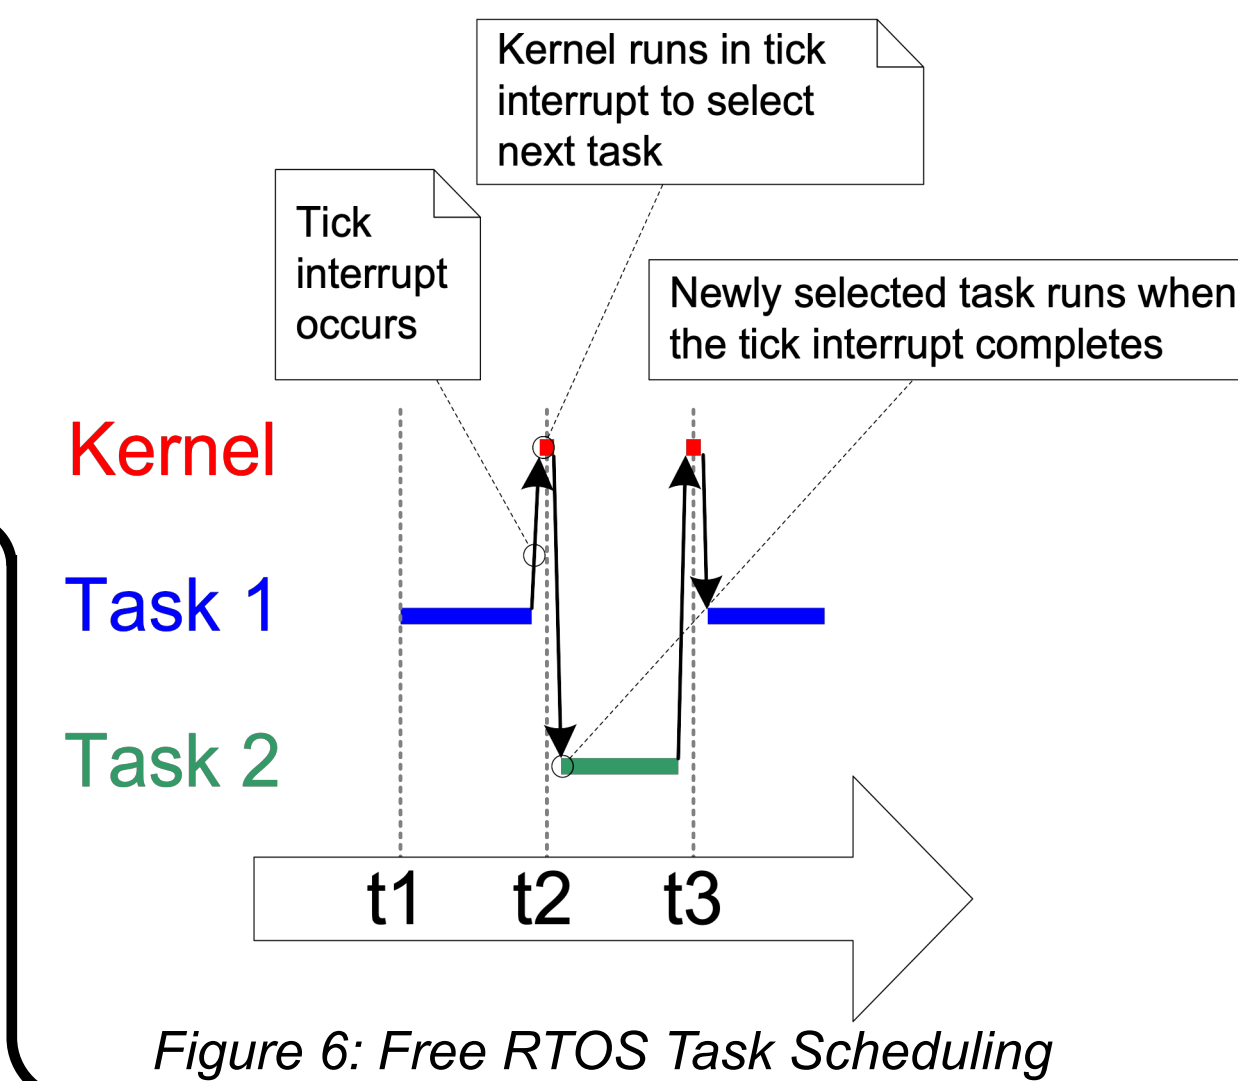 Kernel runs in tick
interrupt to select
next task
Tick
interrupt
occurs
Newly selected task runs when
the tick interrupt completes
Kernel
Task 1
Task 2
t1 t2 t3
Figure 6: Free RTOS Task Scheduling